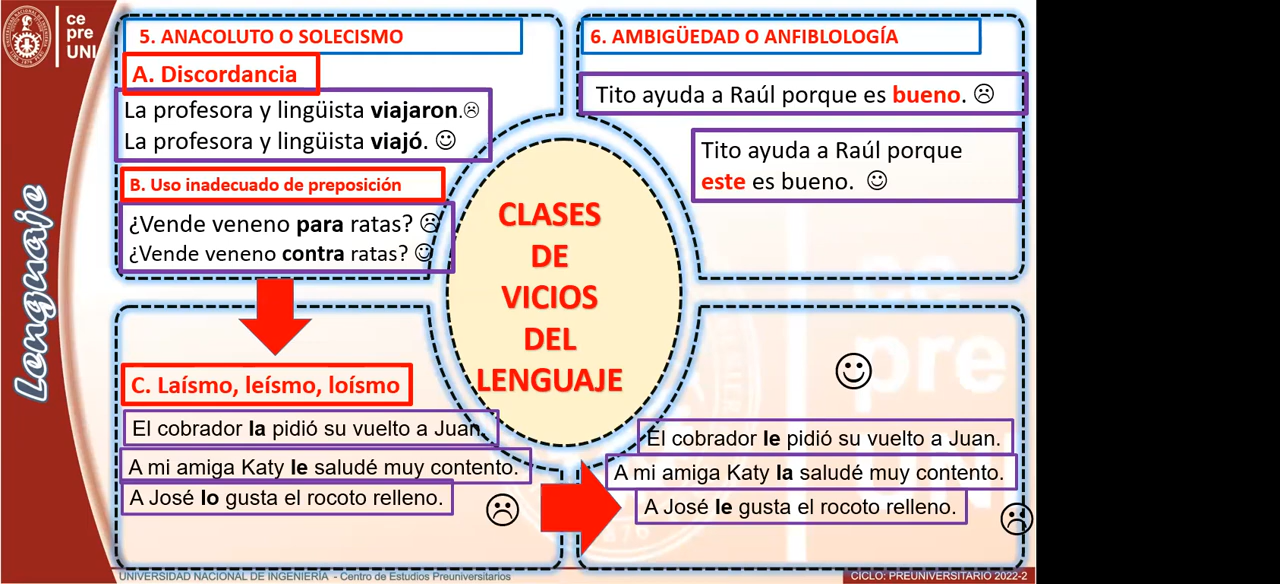 ce
pre
UNI
Lenguaje
5. ANACOLUTO O SOLECISMO
A. Discordancia
La profesora y lingüista viajaron.
La profesora y lingüista viajó.
B. Uso inadecuado de preposición
¿Vende veneno para ratas?
¿Vende veneno contra ratas?
6. AMBIGÜEDAD O ANFIBLOLOGÍA
Tito ayuda a Raúl porque es bueno.
Tito ayuda a Raúl porque
este es bueno.
CLASES
DE
VICIOS
DEL
LENGUAJE
C. Laísmo, leísmo, loísmo
El cobrador la pidió su vuelto a Juan.
A mi amiga Katy le saludé muy contento.
A José lo gusta el rocoto relleno.
El cobrador le pidió su vuelto a Juan.
A mi amiga Katy la saludé muy contento.
A José le gusta el rocoto relleno.
ce
pre
UNI
1876
UNIVERSIDAD NACIONAL DE INGENIERÍA - Centro de Estudios Preuniversitarios
CICLO: PREUNIVERSITARIO 2022-2